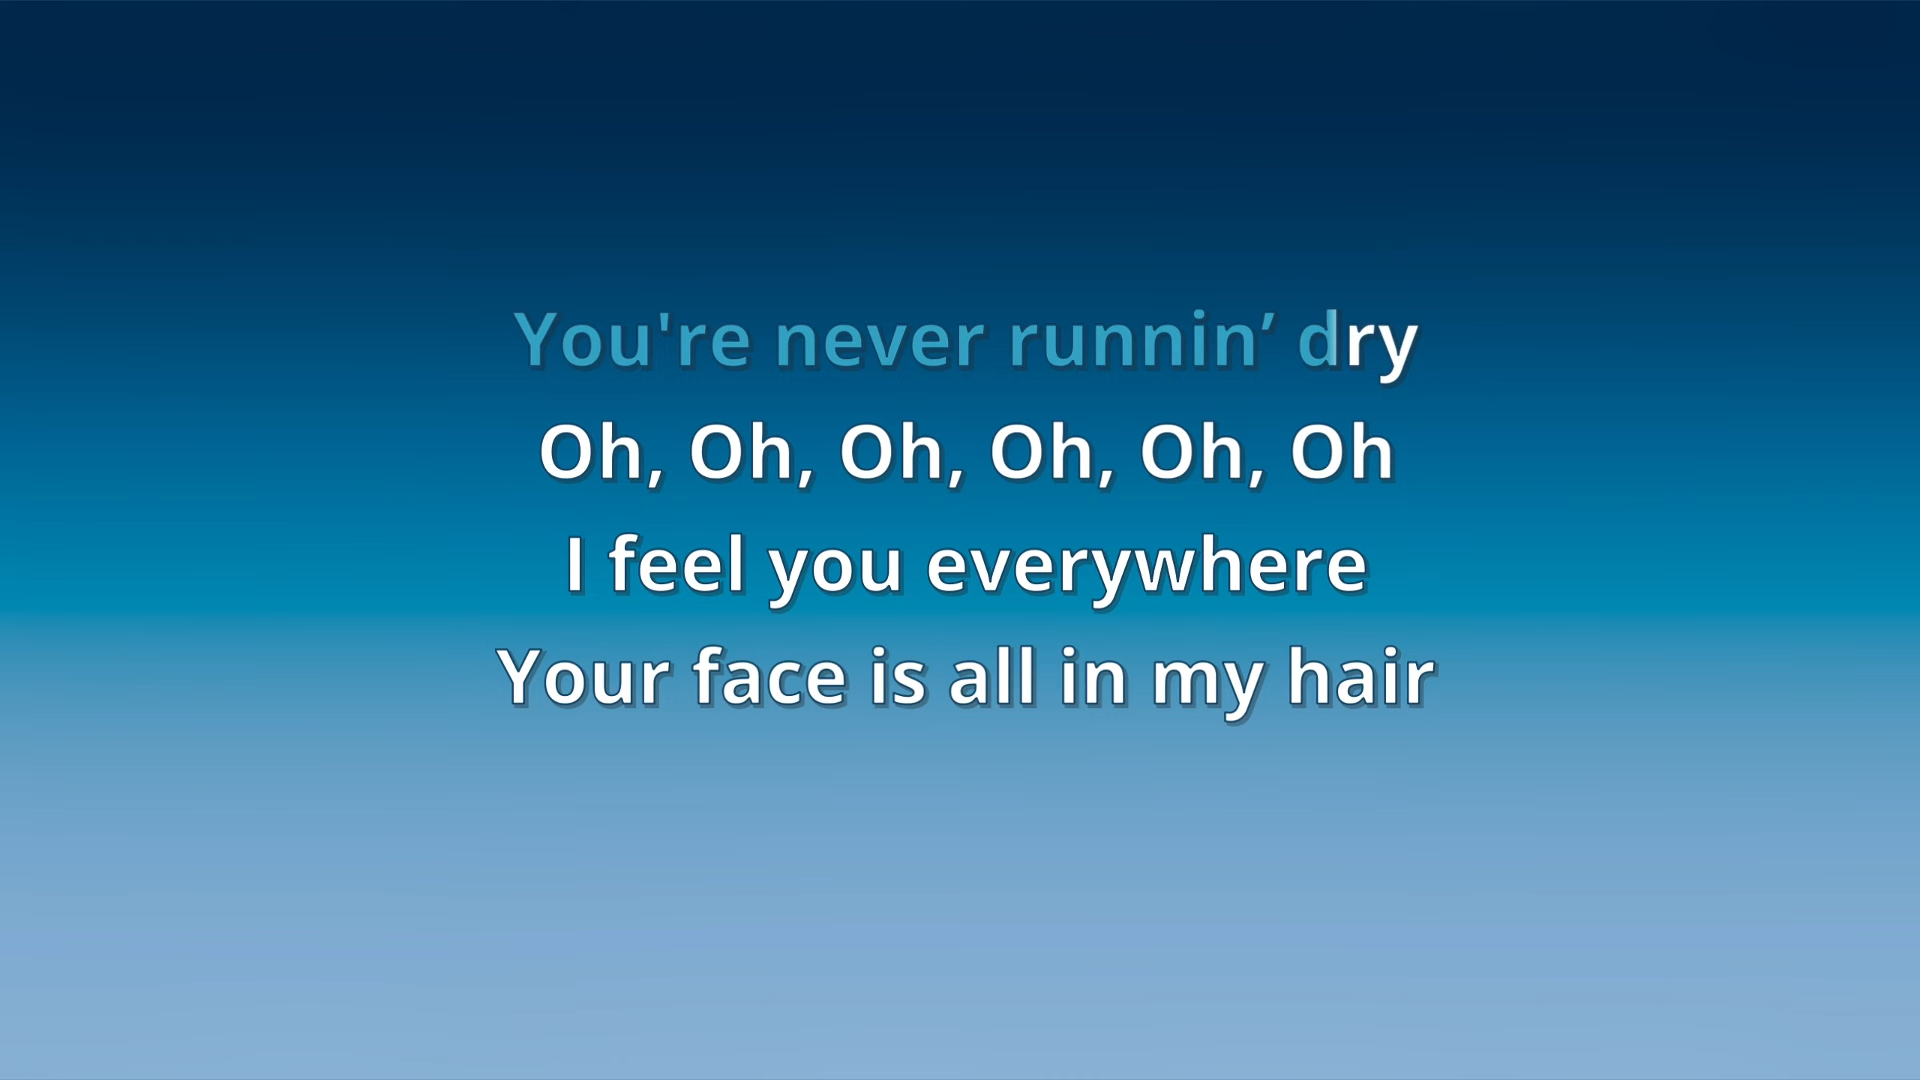 You're never runnin’ dry
Oh, Oh, Oh, Oh, Oh, Oh
I feel you everywhere
Your face is all in my hair